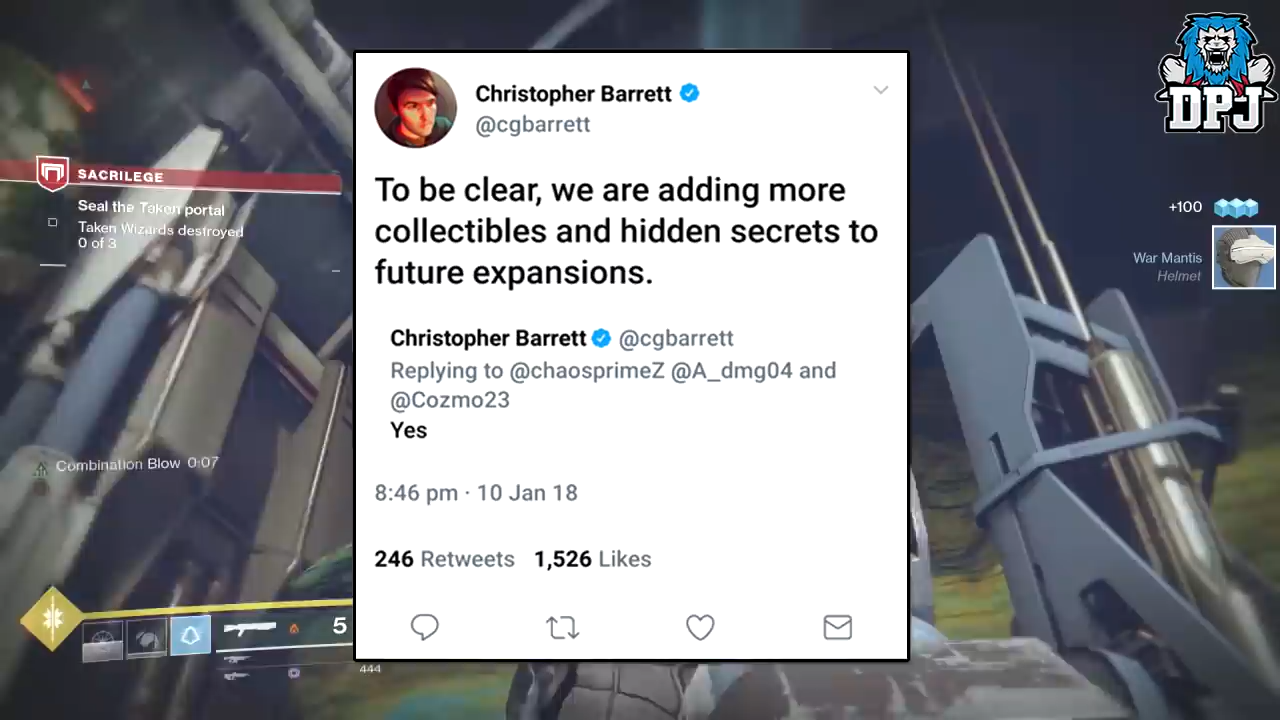 SACRILEGE
Seal the Taken portal
Taken Wizards destroyed
0 of 3
Combination Blow 0:07
5
444
Christopher Barrett
@cgbarrett
To be clear, we are adding more
collectibles and hidden secrets to
future expansions.
Christopher Barrett @cgbarrett
Replying to @chaosprimeZ @A_dmg04 and
@Cozmo23
Yes
8:46 pm · 10 Jan 18
246 Retweets 1,526 Likes
DPJ
+100
War Mantis
Helmet